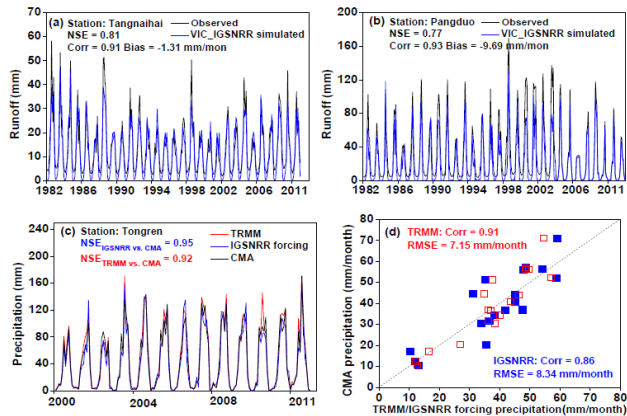 (a) Station: Tangnaihai
NSE = 0.81
Corr = 0.91 Bias = -1.31 mm/mon
Observed
VIC_IGSNRR simulated
Runoff (mm)
60
50
40
30
20
10
0
1982 1986 1990 1994 1998 2002 2006 2011
(b) Station: Pangduo
NSE = 0.77
Corr = 0.93 Bias = -9.69 mm/mon
Observed
VIC_IGSNRR simulated
Runoff (mm)
200
160
120
80
40
0
1982 1986 1990 1994 1998 2002 2006 2011
(c) Station: Tongren
NSE IGSNRR vs. CMA = 0.95
NSE TRMM vs. CMA = 0.92
TRMM
IGSNRR forcing
CMA
Precipitation (mm)
250
200
150
100
50
0
2000 2004 2008 2011
(d)
TRMM: Corr = 0.91
RMSE = 7.15 mm/month
IGSNRR: Corr = 0.86
RMSE = 8.34 mm/month
CMA precipitation (mm/month)
80
70
60
50
40
30
20
10
0
0 10 20 30 40 50 60 70 80
TRMM/IGSNRR forcing precipitation(mm/month)